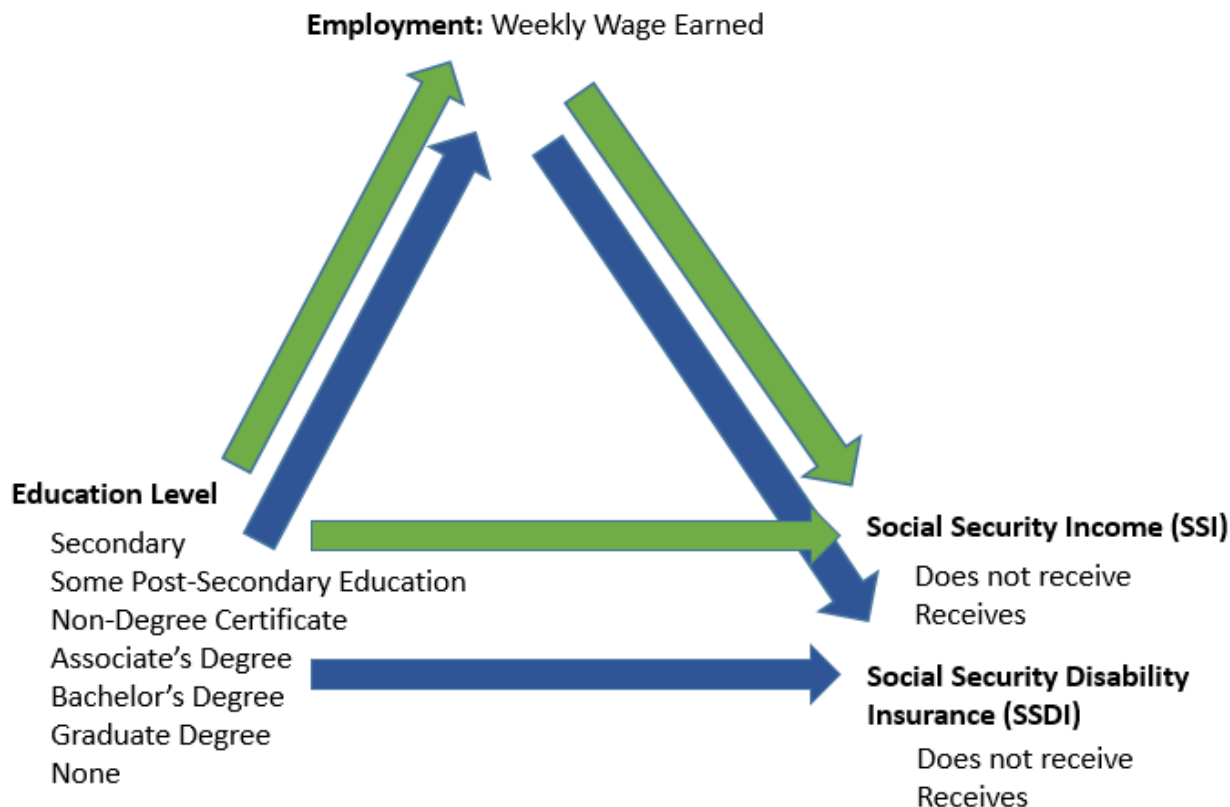 Employment: Weekly Wage Earned
Education Level
Secondary
Some Post-Secondary Education
Non-Degree Certificate
Associate's Degree
Bachelor's Degree
Graduate Degree
None
Social Security Income (SSI)
Does not receive
Receives
Social Security Disability
Insurance (SSDI)
Does not receive
Receives